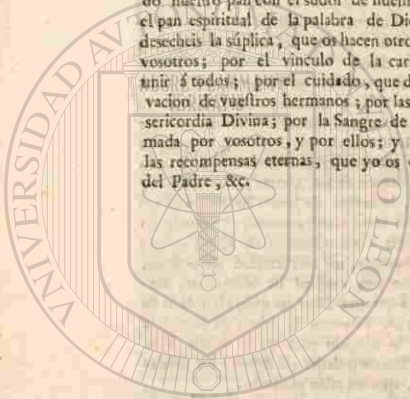 do nuestro pan con el sudor de nuest
el pan espiritual de la palabra de Di
desecheis la súplica, que os hacen otro
vosotros; por el vinculo de la car
unir á todos; por el cuidado, que d
vacion de vuestros hermanos; por las
sericordia Divina; por la Sangre de
mada por vosotros, y por ellos; y
las recompensas eternas, que yo os
del Padre, &c.